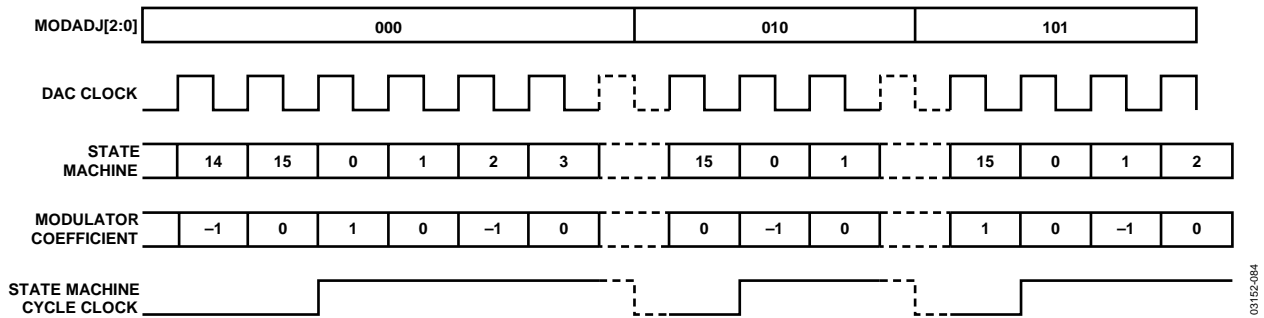 MODADJ[2:0] 000 010 101
DAC CLOCK
STATE
MACHINE
14 15 0 1 2 3 15 0 1 15 0 1 2
MODULATOR
COEFFICIENT
–1 0 1 0 –1 0 0 –1 0 1 0 –1 0
STATE MACHINE
CYCLE CLOCK
03152-084